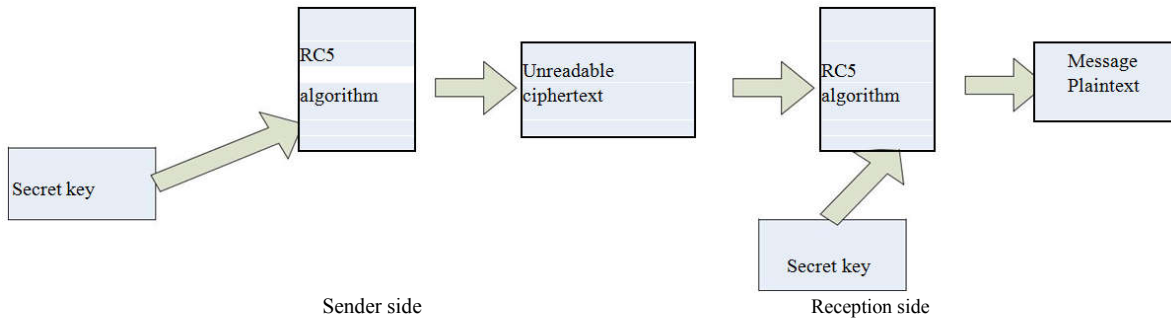 Secret key
RC5
algorithm
Unreadable
ciphertext
RC5
algorithm
Secret key
Message
Plaintext
Sender side
Reception side